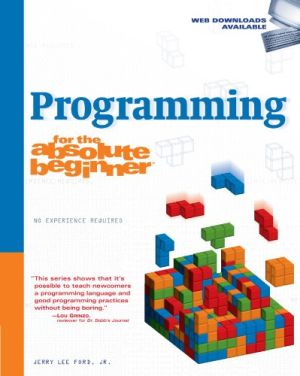 WEB DOWNLOADS
AVAILABLE
Programming
for the
absolute
beginner™
NO EXPERIENCE REQUIRED
"This series shows that it's
possible to teach newcomers
a programming language and
good programming practices
without being boring."
—LOU GRINZO,
reviewer for Dr. Dobb's Journal
JERRY LEE FORD, JR.